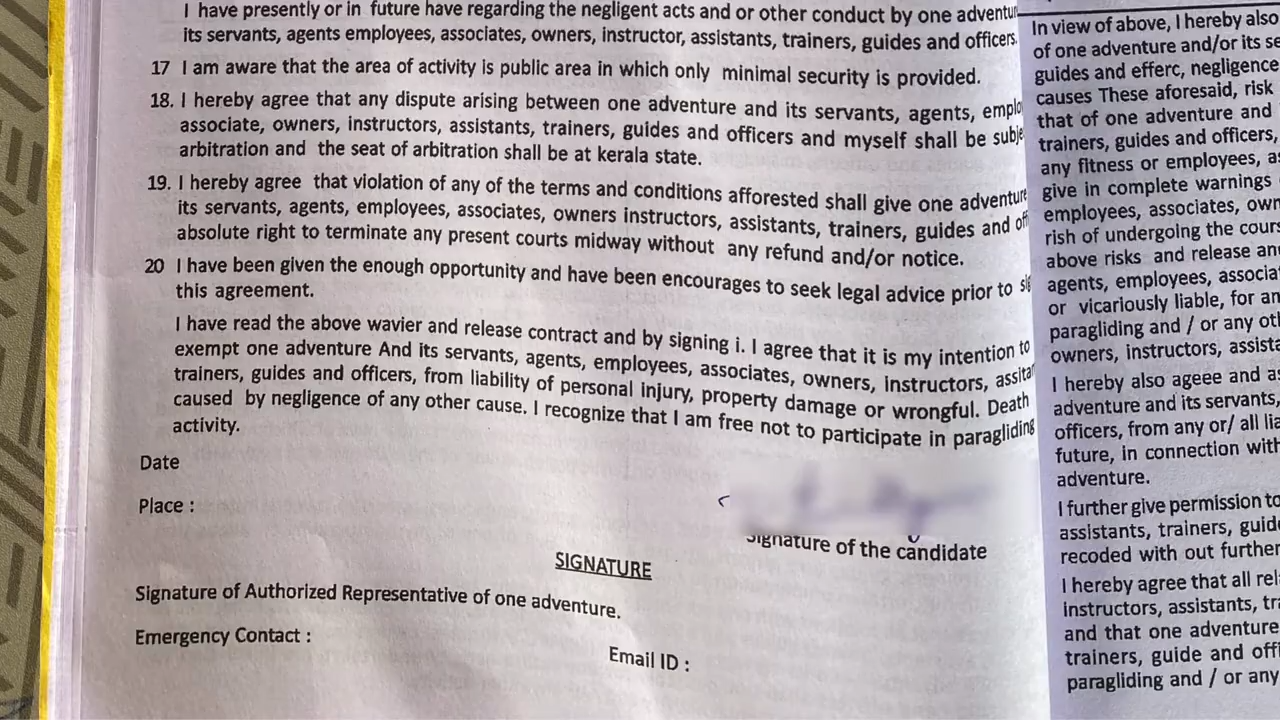 I have presently or in future have regarding the negligent acts and or other conduct by one
its servants, agents employees, associates, owners, instructor, assistants, trainers, guides and officers.
17 I am aware that the area of activity is public area in which only minimal security is provided.
18. I hereby agree that any dispute arising between one adventure and its servants, agents,
associate, owners, instructors, assistants, trainers, guides and officers and myself shall be
arbitration and the seat of arbitration shall be at kerala state.
19. I hereby agree that violation of any of the terms and conditions afforested shall give one adventure
its servants, agents, employees, associates, owners instructors, assistants, trainers, guides and
absolute right to terminate any present courts midway without any refund and/or notice.
20 I have been given the enough opportunity and have been encourages to seek legal advice prior to
this agreement.
I have read the above wavier and release contract and by signing i. I agree that it is my intention to
exempt one adventure And its servants, agents, employees, associates, owners, instructors,
trainers, guides and officers, from liability of personal injury, property damage or wrongful. Death
caused by negligence of any other cause. I recognize that I am free not to participate in paragliding
activity.
Date
Place :
Signature of the candidate
SIGNATURE
Signature of Authorized Representative of one adventure.
Emergency Contact :
Email ID :
In view of above, I hereby also
of one adventure and/or its
guides and efferc, negligence
causes These aforesaid, risk
that of one adventure and
trainers, guides and officers,
any fitness or employees,
give in complete warnings
employees, associates,
rish of undergoing the
above risks and release
agents, employees,
or vicariously liable, for
paragliding and / or any
owners, instructors,
I hereby also ageee and
adventure and its servants,
officers, from any or/ all
future, in connection with
adventure.
I further give permission to
assistants, trainers,
recoded with out further
I hereby agree that all
instructors, assistants,
and that one adventure
trainers, guide and
paragliding and / or any